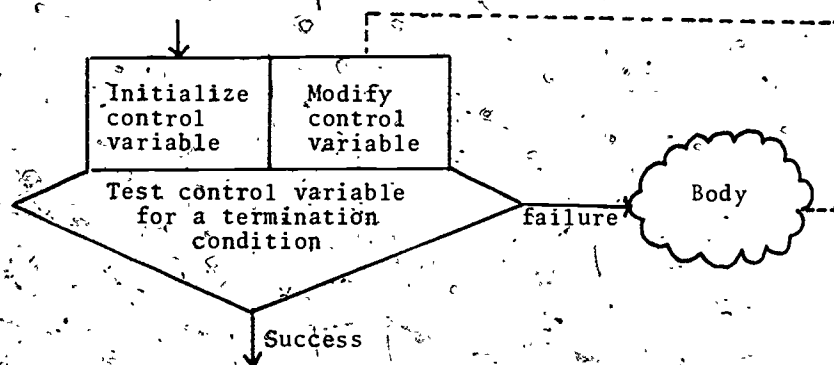 Initialize
control
variable
Modify
control
variable
Test control variable
for a termination
condition
failure
Body
Success